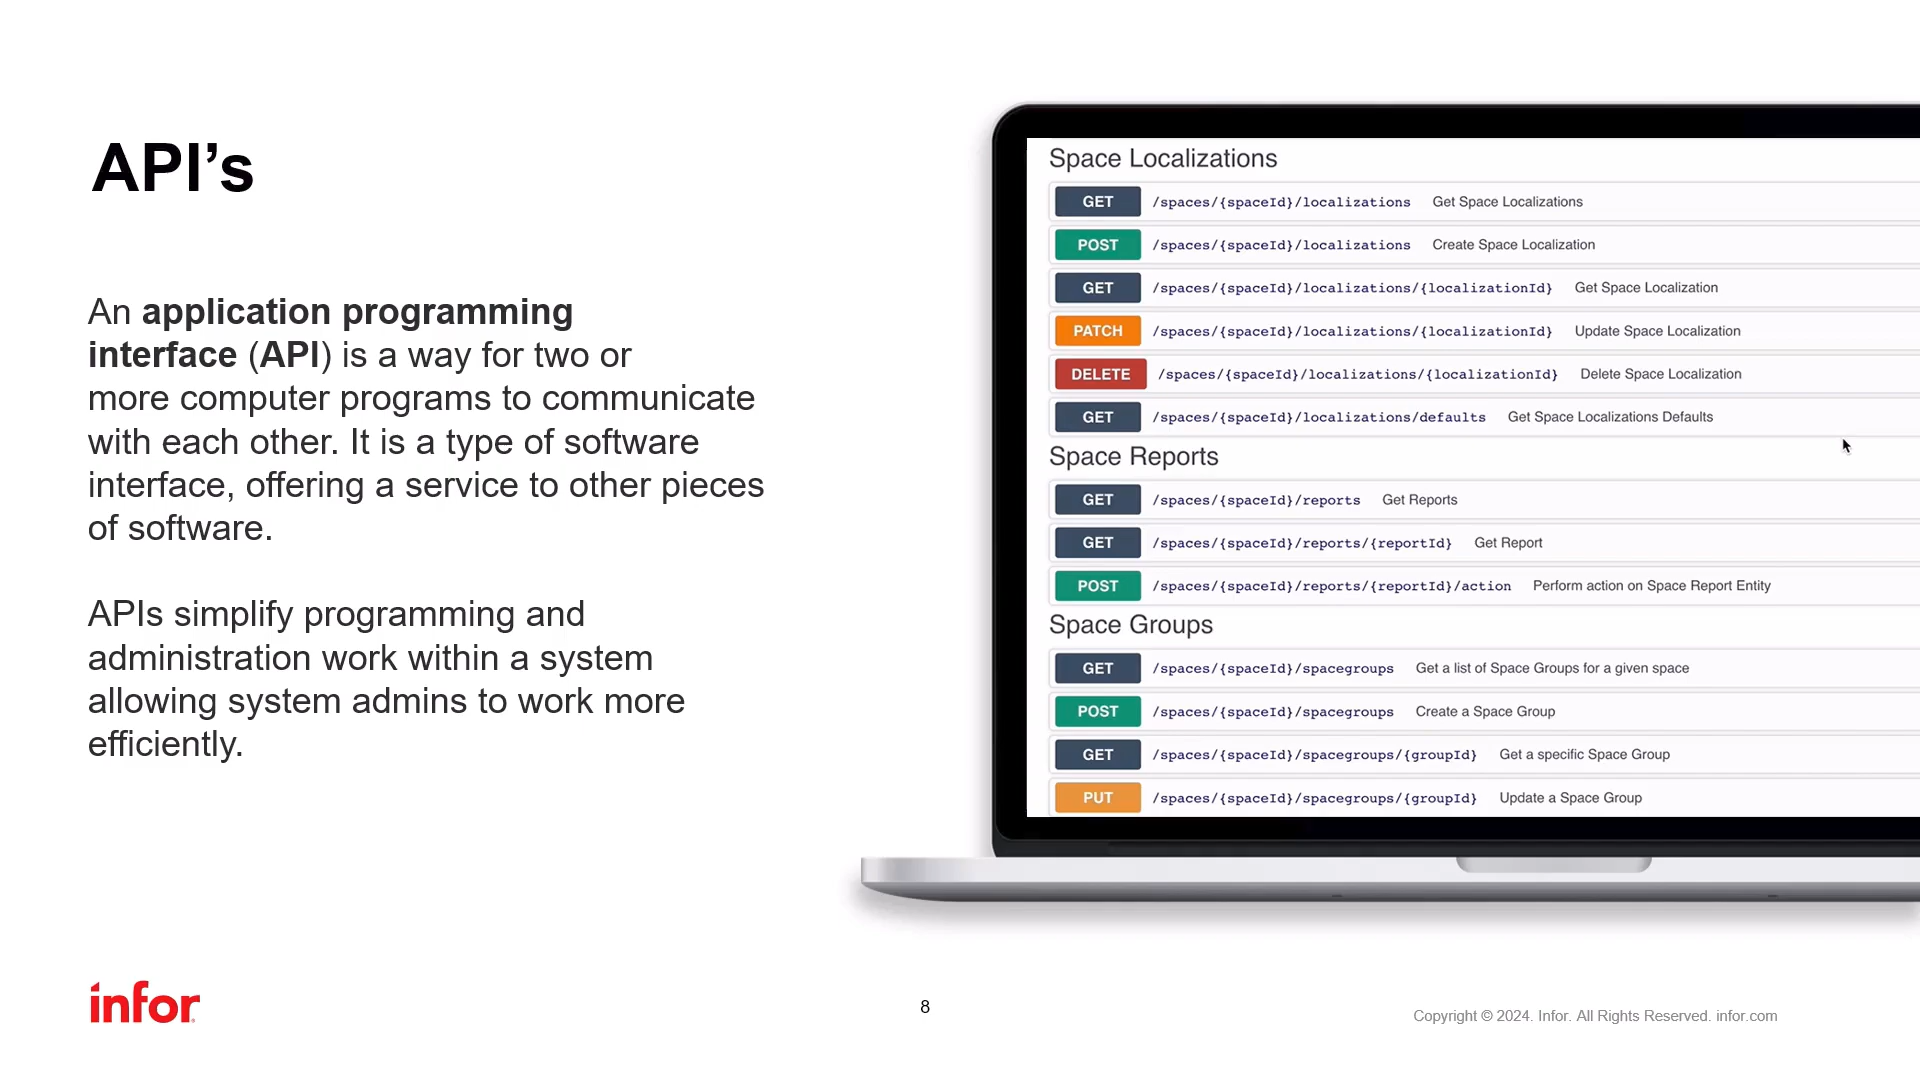 API’s
An application programming
interface (API) is a way for two or
more computer programs to communicate
with each other. It is a type of software
interface, offering a service to other pieces
of software.
APIs simplify programming and
administration work within a system
allowing system admins to work more
efficiently.
Space Localizations
GET /spaces/{spaceId}/localizations Get Space Localizations
POST /spaces/{spaceId}/localizations Create Space Localization
GET /spaces/{spaceId}/localizations/{localizationId} Get Space Localization
PATCH /spaces/{spaceId}/localizations/{localizationId} Update Space Localization
DELETE /spaces/{spaceId}/localizations/{localizationId} Delete Space Localization
GET /spaces/{spaceId}/localizations/defaults Get Space Localizations Defaults
Space Reports
GET /spaces/{spaceId}/reports Get Reports
GET /spaces/{spaceId}/reports/{reportId} Get Report
POST /spaces/{spaceId}/reports/{reportId}/action Perform action on Space Report Entity
Space Groups
GET /spaces/{spaceId}/spacegroups Get a list of Space Groups for a given space
POST /spaces/{spaceId}/spacegroups Create a Space Group
GET /spaces/{spaceId}/spacegroups/{groupId} Get a specific Space Group
PUT /spaces/{spaceId}/spacegroups/{groupId} Update a Space Group
infor
8
Copyright © 2024. Infor. All Rights Reserved. infor.com